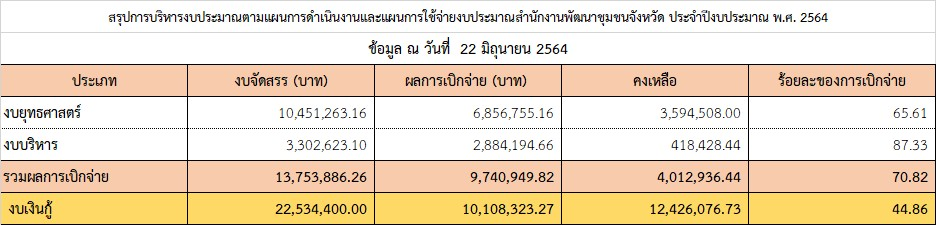 สรุปการบริหารงบประมาณตามแผนการดำเนินงานและแผนการใช้จ่ายงบประมาณสำนักงานพัฒนาชุมชนจังหวัด ประจำปีงบประมาณ พ.ศ. 2564
ข้อมูล ณ วันที่ 22 มิถุนายน 2564
ประเภท งบจัดสรร (บาท) ผลการเบิกจ่าย (บาท) คงเหลือ ร้อยละของการเบิกจ่าย
งบยุทธศาสตร์ 10,451,263.16 6,856,755.16 3,594,508.00 65.61
งบบริหาร 3,302,623.10 2,884,194.66 418,428.44 87.33
รวมผลการเบิกจ่าย 13,753,886.26 9,740,949.82 4,012,936.44 70.82
งบเงินกู้ 22,534,400.00 10,108,323.27 12,426,076.73 44.86